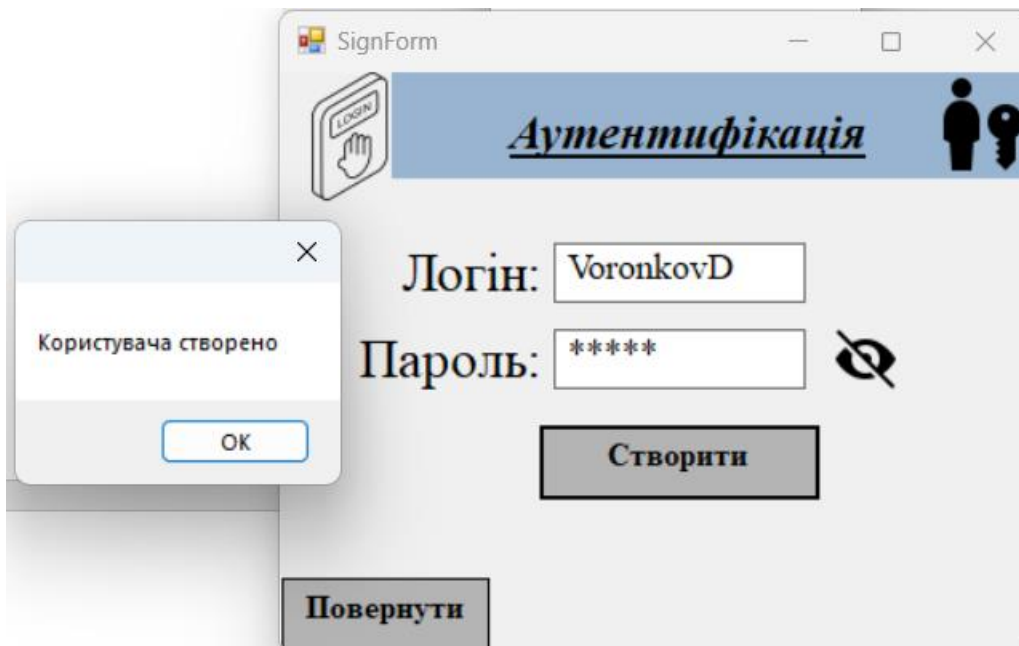 SignForm
LOGIN
Аутентифікація
Логін: VoronkovD
Користувача створено
Пароль: *****
OK
Створити
Повернути